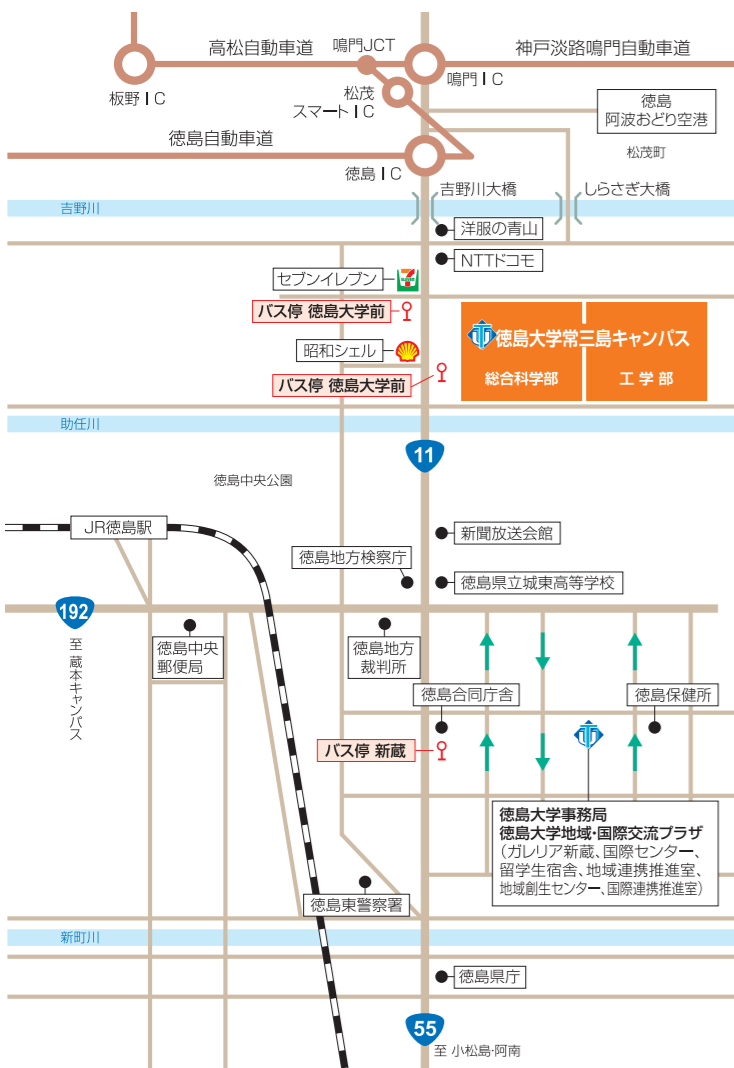 高松自動車道
鳴門JCT
神戸淡路鳴門自動車道
板野IC
松茂
スマートIC
鳴門IC
徳島
阿波おどり空港
徳島自動車道
松茂町
徳島IC
吉野川大橋
しらさぎ大橋
吉野川
洋服の青山
NTTドコモ
セブンイレブン
7
ELEVEN
バス停 徳島大学前
徳島大学常三島キャンパス
昭和シェル
総合科学部
工学部
バス停 徳島大学前
助任川
11
徳島中央公園
JR徳島駅
新聞放送会館
徳島地方検察庁
徳島県立城東高等学校
192
至 蔵本キャンパス
徳島中央
郵便局
徳島地方
裁判所
徳島合同庁舎
徳島保健所
バス停 新蔵
徳島大学事務局
徳島大学地域・国際交流プラザ
(ガレリア新蔵、国際センター、
留学生宿舎、地域連携推進室、
地域創生センター、国際連携推進室)
徳島東警察署
新町川
徳島県庁
55
至 小松島・阿南